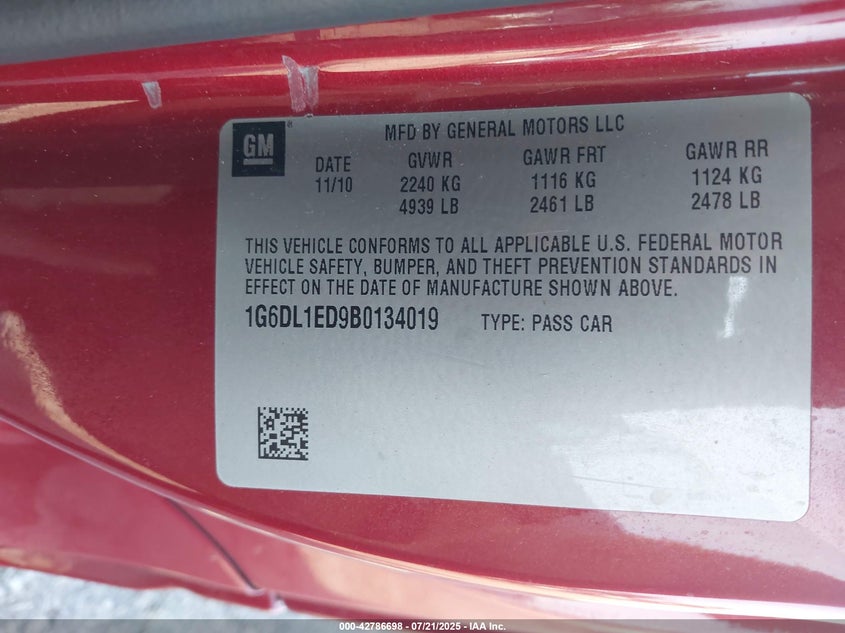 GM ®
MFD BY GENERAL MOTORS LLC
DATE GVWR GAWR FRT GAWR RR
11/10 2240 KG 1116 KG 1124 KG
4939 LB 2461 LB 2478 LB
THIS VEHICLE CONFORMS TO ALL APPLICABLE U.S. FEDERAL MOTOR
VEHICLE SAFETY, BUMPER, AND THEFT PREVENTION STANDARDS IN
EFFECT ON THE DATE OF MANUFACTURE SHOWN ABOVE.
1G6DL1ED9B0134019 TYPE: PASS CAR
000-42786698 - 07/21/2025 - IAA Inc.